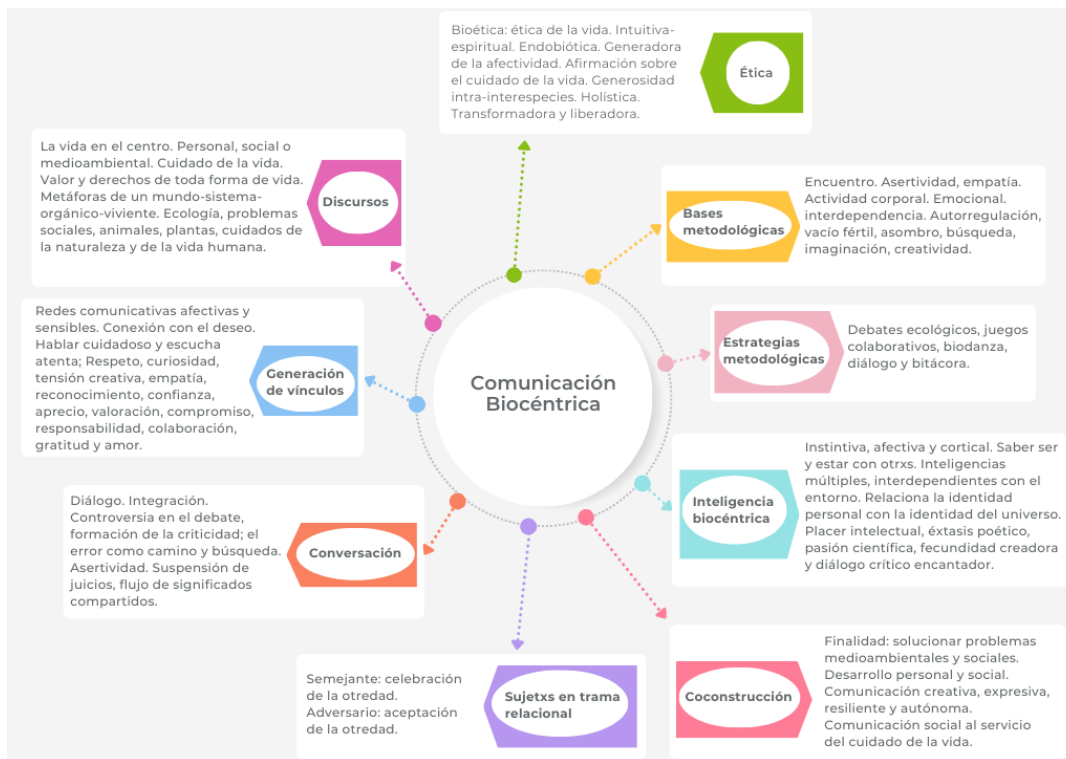 Bioética: ética de la vida. Intuitiva-
espiritual. Endobiótica. Generadora
de la afectividad. Afirmación sobre
el cuidado de la vida. Generosidad
intra-interespecies. Holística.
Transformadora y liberadora.
Ética
La vida en el centro. Personal, social o
medioambiental. Cuidado de la vida.
Valor y derechos de toda forma de vida.
Metáforas de un mundo-sistema-
orgánico-viviente. Ecología, problemas
sociales, animales, plantas, cuidados de
la naturaleza y de la vida humana.
Discursos
Bases
metodológicas
Encuentro. Asertividad, empatía.
Actividad corporal. Emocional.
interdependencia. Autorregulación,
vacío fértil, asombro, búsqueda,
imaginación, creatividad.
Redes comunicativas afectivas y
sensibles. Conexión con el deseo.
Hablar cuidadoso y escucha
atenta; Respeto, curiosidad,
tensión creativa, empatía,
reconocimiento, confianza,
aprecio, valoración, compromiso,
responsabilidad, colaboración,
gratitud y amor.
Generación
de vínculos
Comunicación
Biocéntrica
Estrategias
metodológicas
Debates ecológicos, juegos
colaborativos, biodanza,
diálogo y bitácora.
Inteligencia
biocéntrica
Instintiva, afectiva y cortical. Saber ser
y estar con otrxs. Inteligencias
múltiples, interdependientes con el
entorno. Relaciona la identidad
personal con la identidad del universo.
Placer intelectual, éxtasis poético,
pasión científica, fecundidad creadora
y diálogo crítico encantador.
Diálogo. Integración.
Controversia en el debate,
formación de la criticidad; el
error como camino y búsqueda.
Asertividad. Suspensión de
juicios, flujo de significados
compartidos.
Conversación
Semejante: celebración
de la otredad.
Adversario: aceptación
de la otredad.
Sujetxs en trama
relacional
Coconstrucción
Finalidad: solucionar problemas
medioambientales y sociales.
Desarrollo personal y social.
Comunicación creativa, expresiva,
resiliente y autónoma.
Comunicación social al servicio
del cuidado de la vida.